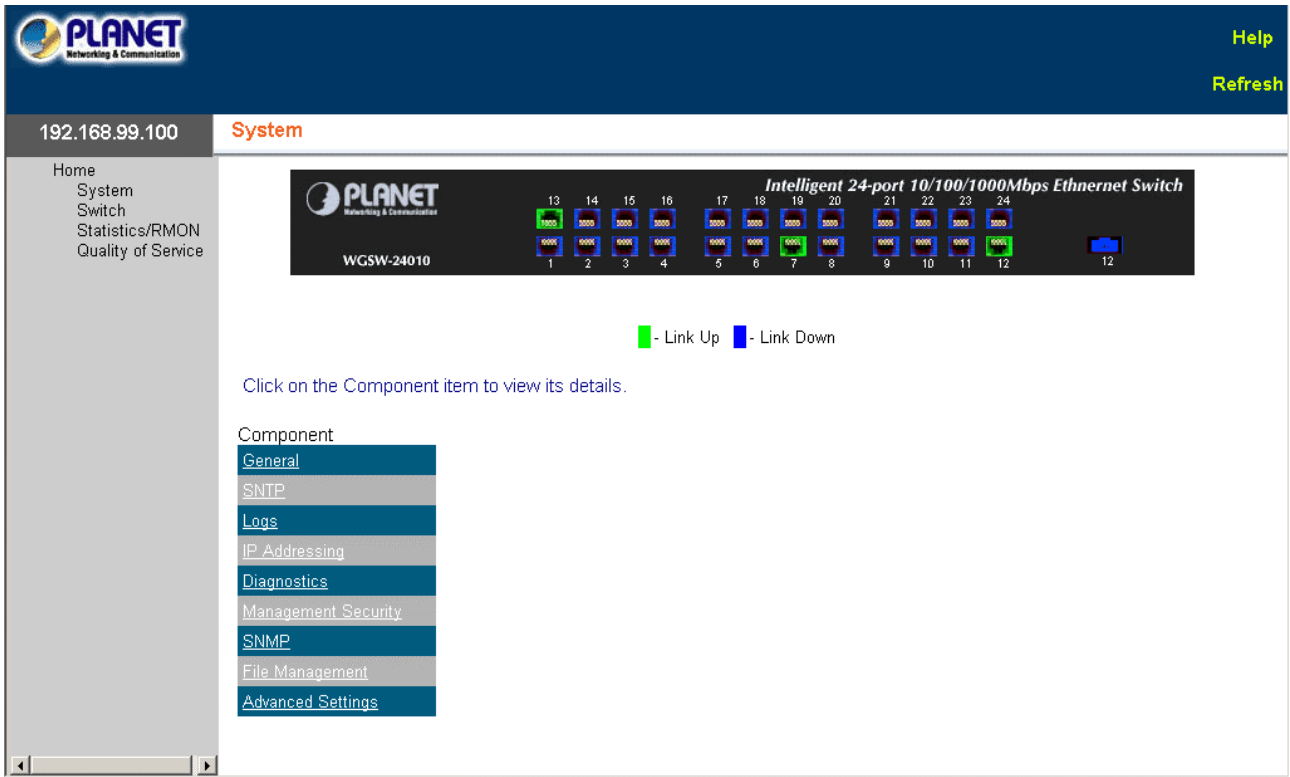 PLANET
Networking & Communication
Help
Refresh
192.168.99.100
System
Home
System
Switch
Statistics/RMON
Quality of Service
PLANET
Networking & Communication
Intelligent 24-port 10/100/1000Mbps Ethnernet Switch
13 14 15 16 17 18 19 20 21 22 23 24
WGSW-24010
1 2 3 4 5 6 7 8 9 10 11 12 12
- Link Up - Link Down
Click on the Component item to view its details.
Component
General
SNTP
Logs
IP Addressing
Diagnostics
Management Security
SNMP
File Management
Advanced Settings